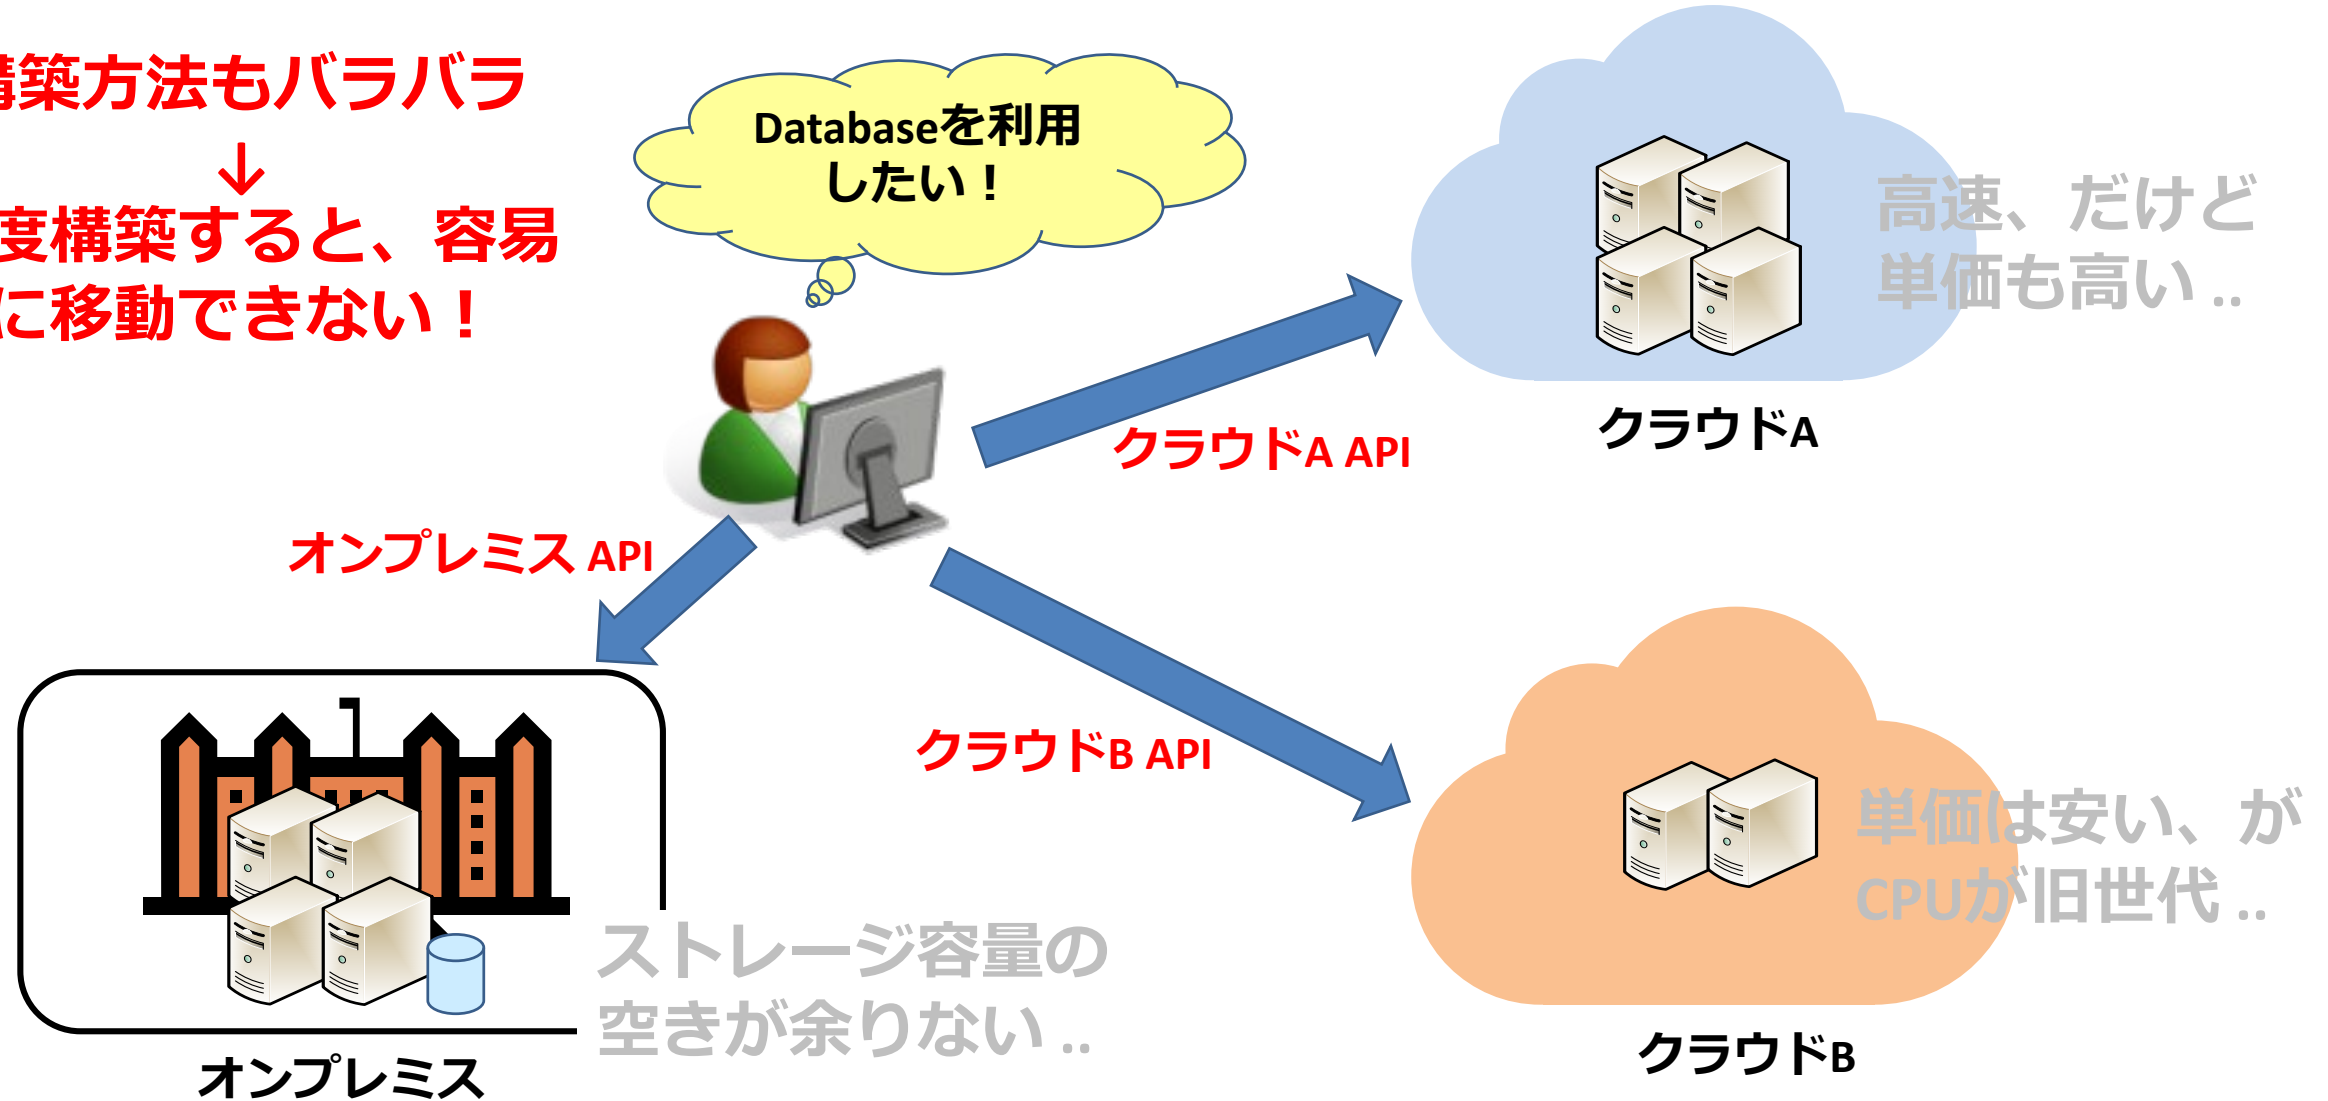 構築方法もバラバラ
↓
度構築すると、容易
に移動できない！
Databaseを利用
したい！
高速、だけど
単価も高い ..
クラウドA
クラウドA API
オンプレミス API
クラウドB API
単価は安い、が
CPUが旧世代 ..
クラウドB
ストレージ容量の
空きが余りない ..
オンプレミス